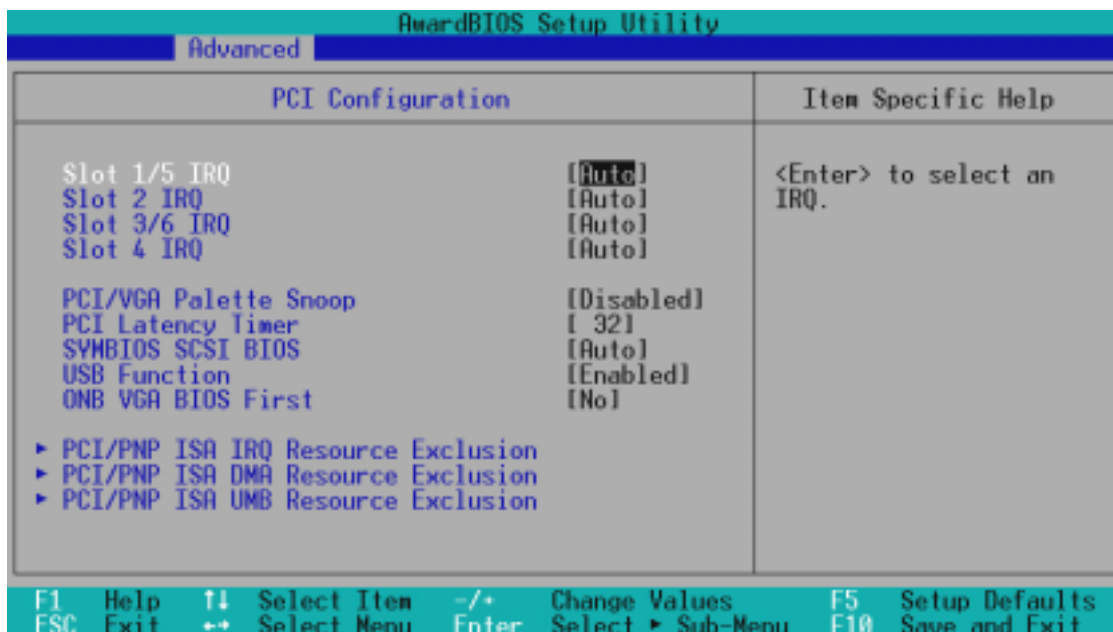 AwardBIOS Setup Utility
Advanced
PCI Configuration
Item Specific Help
Slot 1/5 IRQ [Auto]
Slot 2 IRQ [Auto]
Slot 3/6 IRQ [Auto]
Slot 4 IRQ [Auto]
<Enter> to select an
IRQ.
PCI/VGA Palette Snoop [Disabled]
PCI Latency Timer [ 32]
SYMBIOS SCSI BIOS [Auto]
USB Function [Enabled]
ONB VGA BIOS First [No]
► PCI/PNP ISA IRQ Resource Exclusion
► PCI/PNP ISA DMA Resource Exclusion
► PCI/PNP ISA UMB Resource Exclusion
F1 Help ↑↓ Select Item -/+ Change Values F5 Setup Defaults
ESC Exit ←→ Select Menu Enter Select ► Sub-Menu F10 Save and Exit